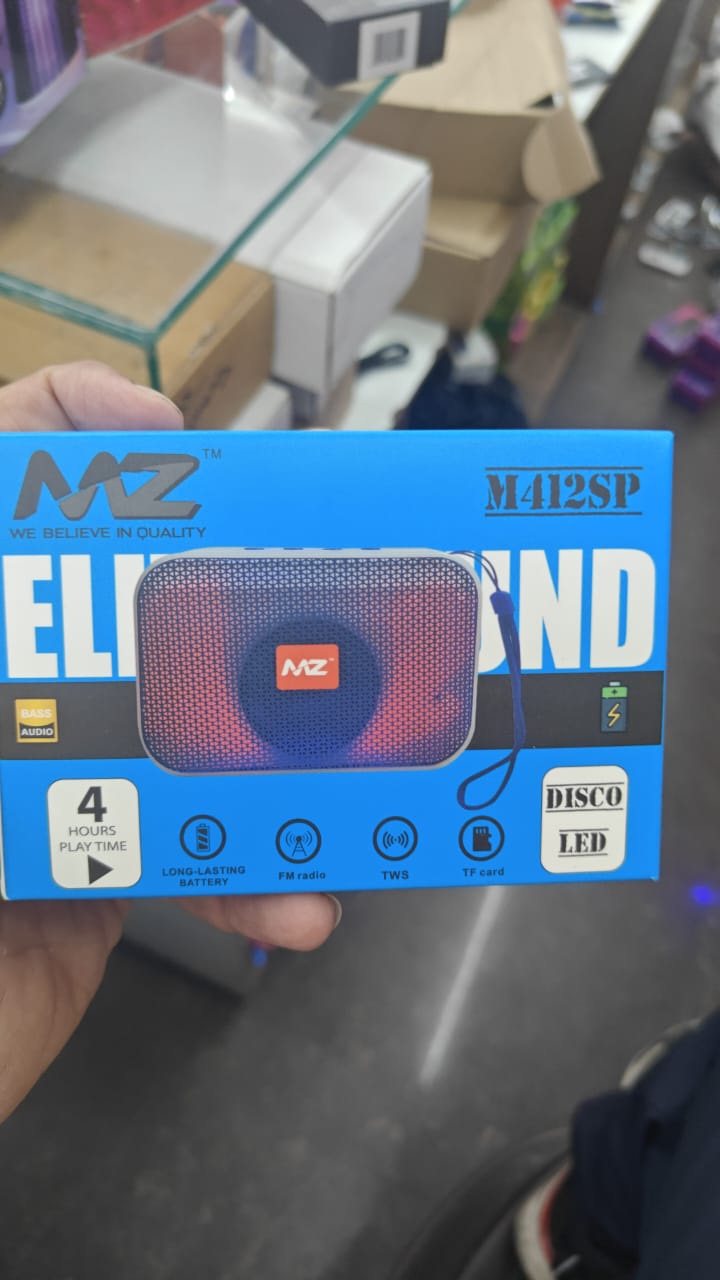 MZ™
WE BELIEVE IN QUALITY
M412SP
MZ
BASS
AUDIO
4
HOURS
PLAY TIME
LONG-LASTING
BATTERY
FM radio
TWS
TF card
DISCO
LED